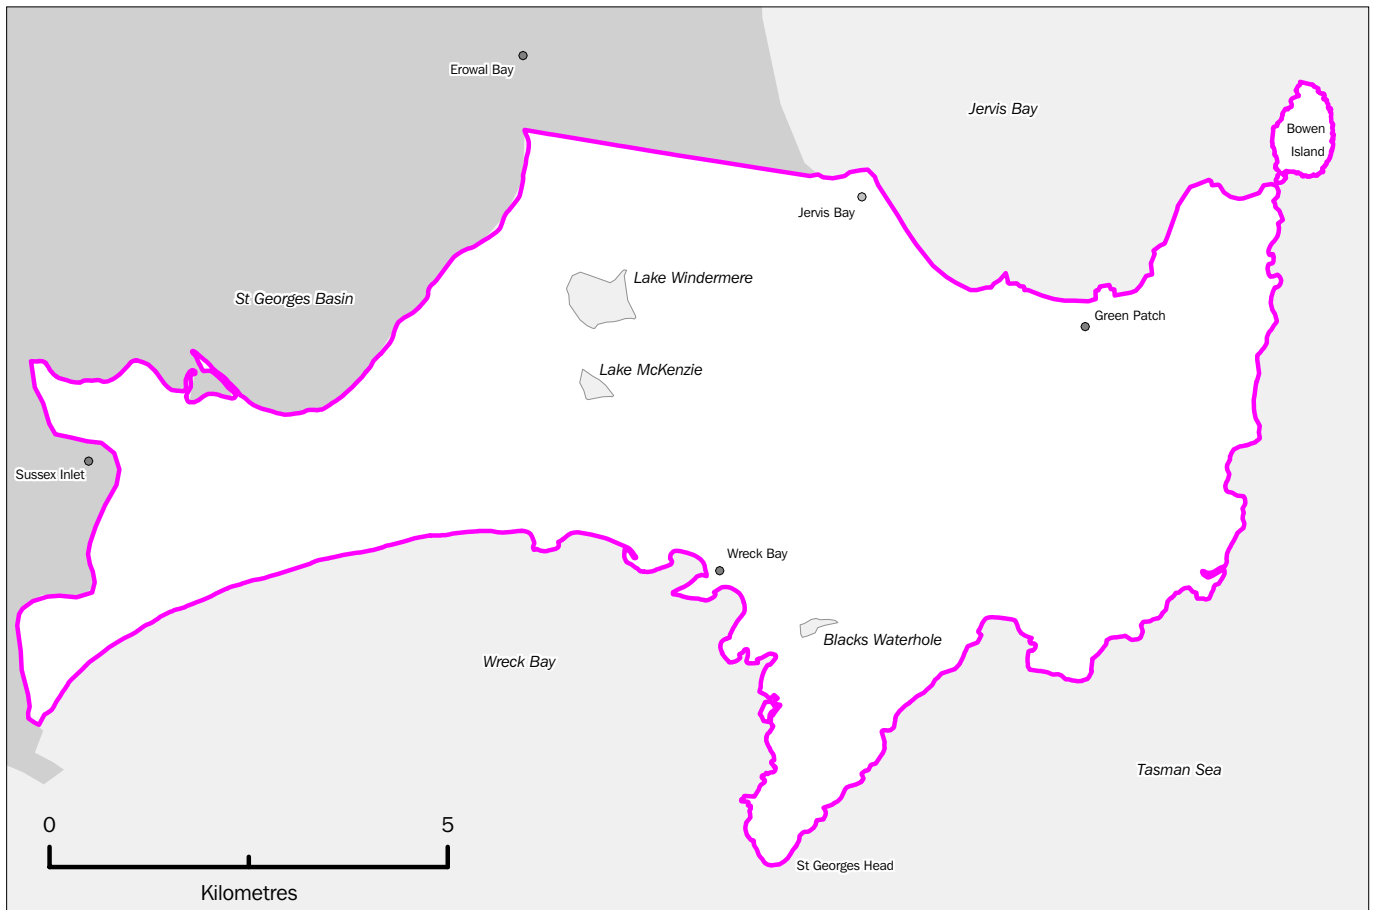 Erowal Bay
Jervis Bay
Bowen
Island
Jervis Bay
Lake Windermere
St Georges Basin
Green Patch
Lake McKenzie
Sussex Inlet
Wreck Bay
Blacks Waterhole
Wreck Bay
Tasman Sea
0 5
Kilometres
St Georges Head